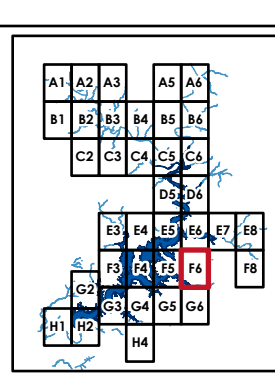 A1 A2 A3 A5 A6
B1 B2 B3 B4 B5 B6
C2 C3 C4 C5 C6
D5 D6
E3 E4 E5 E6 E7 E8
F3 F4 F5 F6 F8
G2
G3 G4 G5 G6
H1 H2
H4